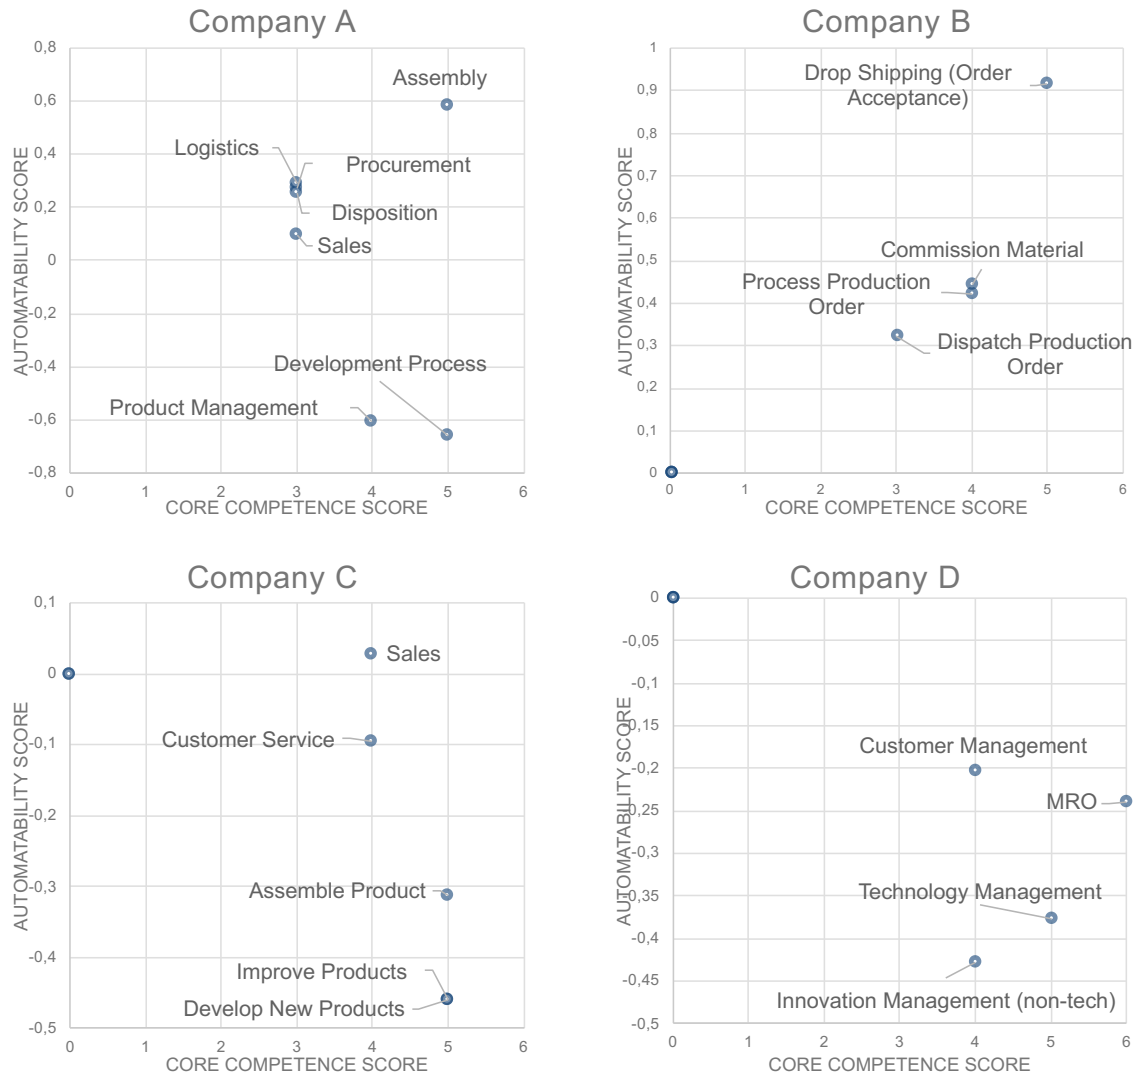 Company A
0,8
0,6
0,4
0,2
0
-0,2
-0,4
-0,6
-0,8
AUTOMATABILITY SCORE
Assembly
Logistics
Procurement
Disposition
Sales
Development Process
Product Management
0 1 2 3 4 5 6
CORE COMPETENCE SCORE
Company B
1
0,9
0,8
0,7
0,6
0,5
0,4
0,3
0,2
0,1
0
AUTOMATABILITY SCORE
Drop Shipping (Order
Acceptance)
Commission Material
Process Production
Order
Dispatch Production
Order
0 1 2 3 4 5 6
CORE COMPETENCE SCORE
Company C
0,1
0
-0,1
-0,2
-0,3
-0,4
-0,5
AUTOMATABILITY SCORE
Sales
Customer Service
Assemble Product
Improve Products
Develop New Products
0 1 2 3 4 5 6
CORE COMPETENCE SCORE
Company D
0
-0,05
-0,1
-0,15
-0,2
-0,25
-0,3
-0,35
-0,4
-0,45
-0,5
AUTOMATABILITY SCORE
Customer Management
MRO
Technology Management
Innovation Management (non-tech)
0 1 2 3 4 5 6
CORE COMPETENCE SCORE